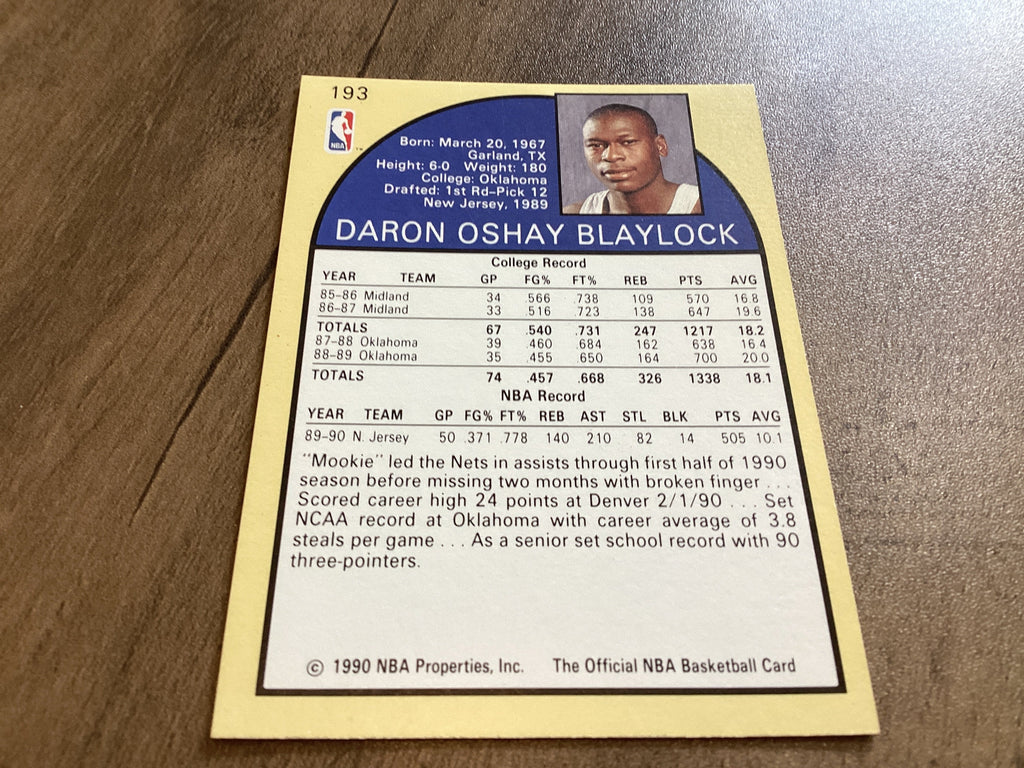 193
NBA
Born: March 20, 1967
Garland, TX
Height: 6-0 Weight: 180
College: Oklahoma
Drafted: 1st Rd–Pick 12
New Jersey, 1989
DARON OSHAY BLAYLOCK
College Record
YEAR TEAM GP FG% FT% REB PTS AVG
85-86 Midland 34 .566 .738 109 570 16.8
86-87 Midland 33 .516 .723 138 647 19.6
TOTALS 67 .540 .731 247 1217 18.2
87-88 Oklahoma 39 .460 .684 162 638 16.4
88-89 Oklahoma 35 .455 .650 164 700 20.0
TOTALS 74 .457 .668 326 1338 18.1
NBA Record
YEAR TEAM GP FG% FT% REB AST STL BLK PTS AVG
89-90 N. Jersey 50 .371 .778 140 210 82 14 505 10.1
"Mookie" led the Nets in assists through first half of 1990
season before missing two months with broken finger . . .
Scored career high 24 points at Denver 2/1/90 . . . Set
NCAA record at Oklahoma with career average of 3.8
steals per game . . . As a senior set school record with 90
three-pointers.
© 1990 NBA Properties, Inc. The Official NBA Basketball Card